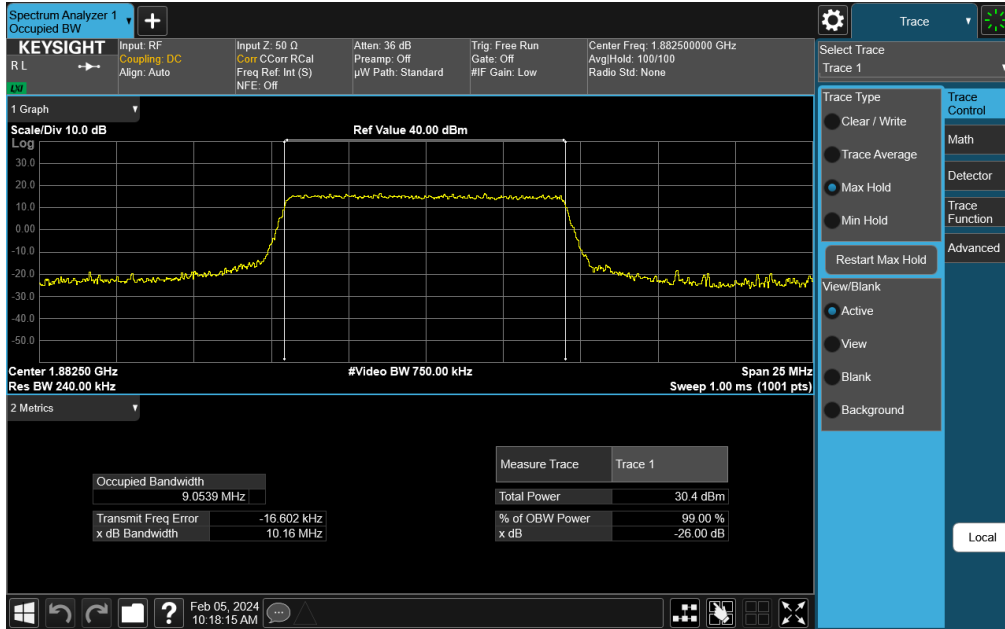 Spectrum Analyzer 1
Occupied BW
Trace
KEYSIGHT
R L
LXI
Input: RF
Coupling: DC
Align: Auto
Input Z: 50 Ω
Corr CCorr RCal
Freq Ref: Int (S)
NFE: Off
Atten: 36 dB
Preamp: Off
µW Path: Standard
Trig: Free Run
Gate: Off
#IF Gain: Low
Center Freq: 1.882500000 GHz
Avg|Hold: 100/100
Radio Std: None
Select Trace
Trace 1
1 Graph
Scale/Div 10.0 dB
Ref Value 40.00 dBm
Log
30.0
20.0
10.0
0.00
-10.0
-20.0
-30.0
-40.0
-50.0
Center 1.88250 GHz
#Video BW 750.00 kHz
Span 25 MHz
Res BW 240.00 kHz
Sweep 1.00 ms (1001 pts)
Trace Type
Clear / Write
Trace Average
Max Hold
Min Hold
Restart Max Hold
View/Blank
Active
View
Blank
Background
Trace
Control
Math
Detector
Trace
Function
Advanced
2 Metrics
Measure Trace
Trace 1
Occupied Bandwidth
9.0539 MHz
Total Power
30.4 dBm
Transmit Freq Error
-16.602 kHz
% of OBW Power
99.00 %
x dB Bandwidth
10.16 MHz
x dB
-26.00 dB
Local
?
Feb 05, 2024
10:18:15 AM